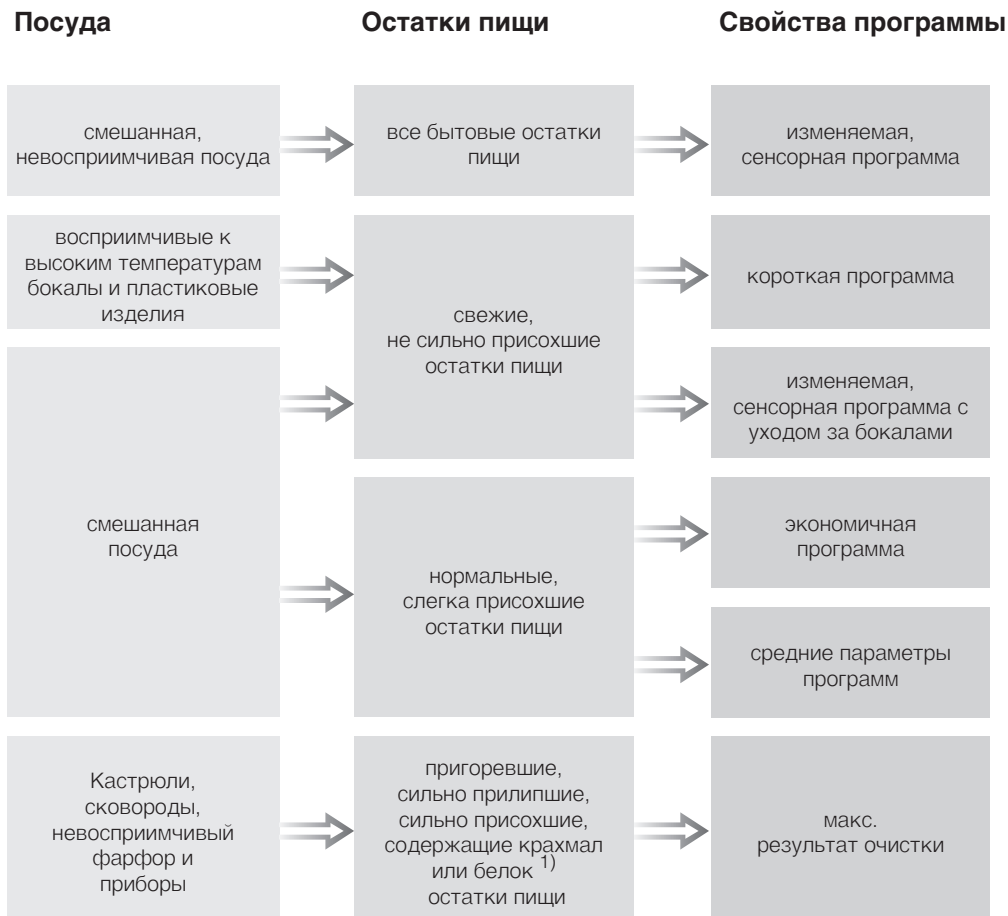 Посуда
Остатки пищи
Свойства программы
смешанная,
невосприимчивая посуда
все бытовые остатки
пищи
изменяемая,
сенсорная программа
восприимчивые к
высоким температурам
бокалы и пластиковые
изделия
свежие,
не сильно присохшие
остатки пищи
короткая программа
изменяемая,
сенсорная программа с
уходом за бокалами
смешанная
посуда
нормальные,
слегка присохшие
остатки пищи
экономичная
программа
средние параметры
программ
Кастрюли,
сковороды,
невосприимчивый
фарфор и
приборы
пригоревшие,
сильно прилипшие,
сильно присохшие,
содержащие крахмал
или белок 1)
остатки пищи
макс.
результат очистки